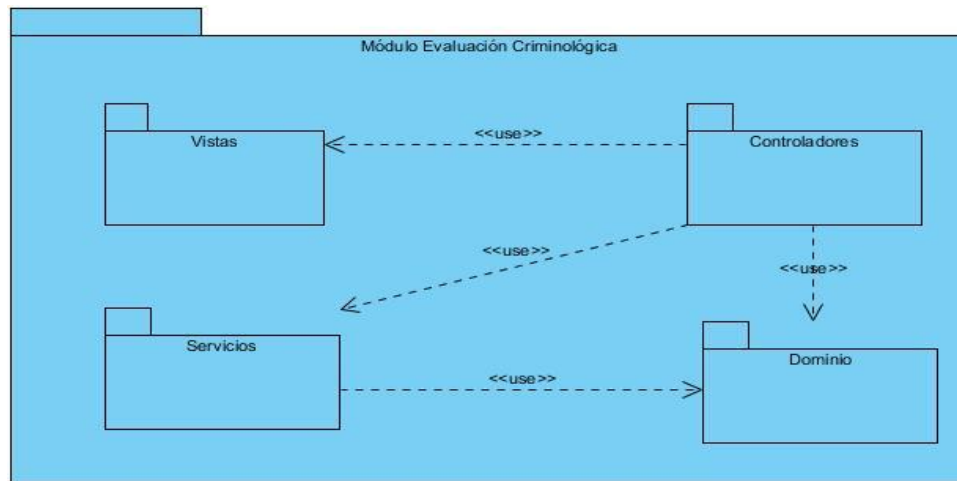 Módulo Evaluación Criminológica
Vistas
<<use>>
Controladores
<<use>>
<<use>>
Servicios
<<use>>
Dominio